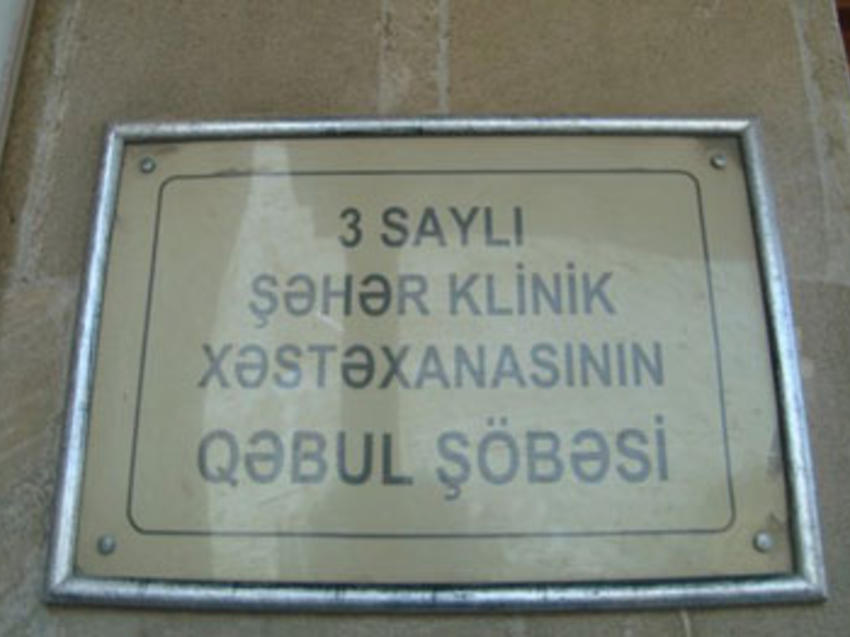 3 SAYLI
ŞƏHƏR KLİNİK
XƏSTƏXANASININ
QƏBUL ŞÖBƏSİ